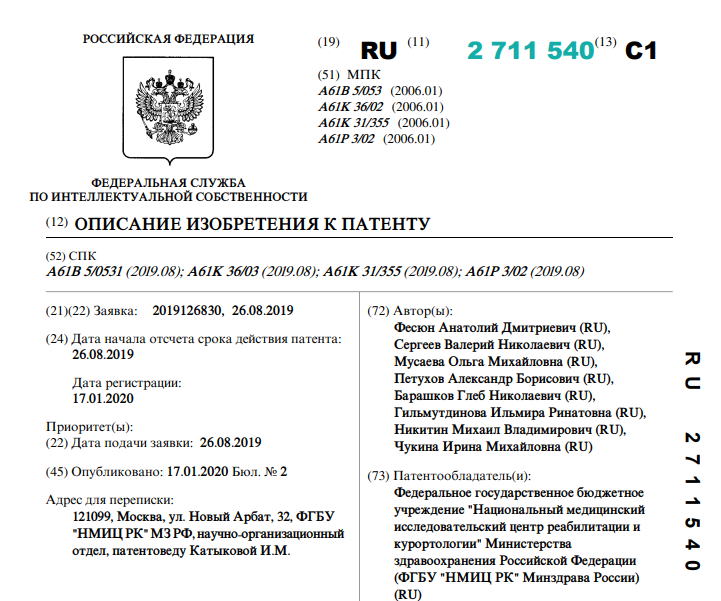 РОССИЙСКАЯ ФЕДЕРАЦИЯ
ФЕДЕРАЛЬНАЯ СЛУЖБА
ПО ИНТЕЛЛЕКТУАЛЬНОЙ СОБСТВЕННОСТИ
(19) RU (11) 2 711 540 (13) C1
(51) МПК
A61B 5/053 (2006.01)
A61K 36/02 (2006.01)
A61K 31/355 (2006.01)
A61P 3/02 (2006.01)
(12) ОПИСАНИЕ ИЗОБРЕТЕНИЯ К ПАТЕНТУ
(52) СПК
A61B 5/0531 (2019.08); A61K 36/03 (2019.08); A61K 31/355 (2019.08); A61P 3/02 (2019.08)
(21)(22) Заявка: 2019126830, 26.08.2019
(24) Дата начала отсчета срока действия патента:
26.08.2019
Дата регистрации:
17.01.2020
Приоритет(ы):
(22) Дата подачи заявки: 26.08.2019
(45) Опубликовано: 17.01.2020 Бюл. № 2
Адрес для переписки:
121099, Москва, ул. Новый Арбат, 32, ФГБУ
"НМИЦ РК" МЗ РФ, научно-организационный
отдел, патентоведу Катыковой И.М.
(72) Автор(ы):
Фесюн Анатолий Дмитриевич (RU),
Сергеев Валерий Николаевич (RU),
Мусаева Ольга Михайловна (RU),
Петухов Александр Борисович (RU),
Барашков Глеб Николаевич (RU),
Гильмутдинова Ильмира Ринатовна (RU),
Никитин Михаил Владимирович (RU),
Чукина Ирина Михайловна (RU)
(73) Патентообладатель(и):
Федеральное государственное бюджетное
учреждение "Национальный медицинский
исследовательский центр реабилитации и
курортологии" Министерства
здравоохранения Российской Федерации
(ФГБУ "НМИЦ РК" Минздрава России)
(RU)
RU 2711540